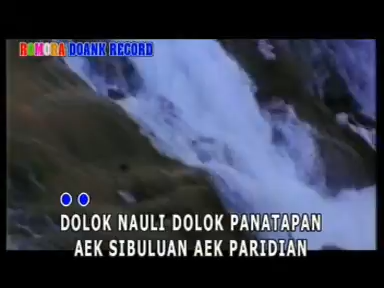 ROMORA DOANK RECORD
DOLOK NAULI DOLOK PANATAPAN
AEK SIBULUAN AEK PARIDIAN